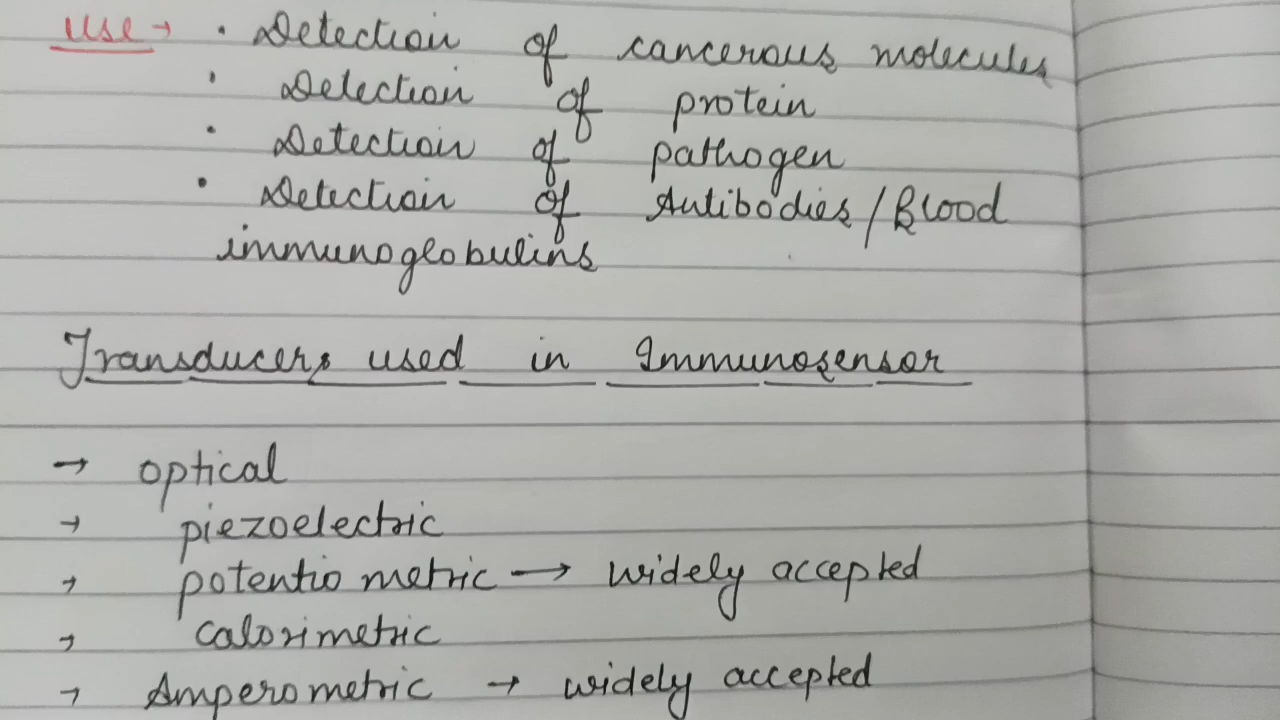 Use → • Detection of cancerous molecules
• Detection of protein
• Detection of pathogen
• Detection of Antibodies/Blood
immunoglobulins
Transducers used in Immunosensor
→ optical
→ piezoelectric
→ potentiometric → widely accepted
→ calorimetric
→ Amperometric → widely accepted